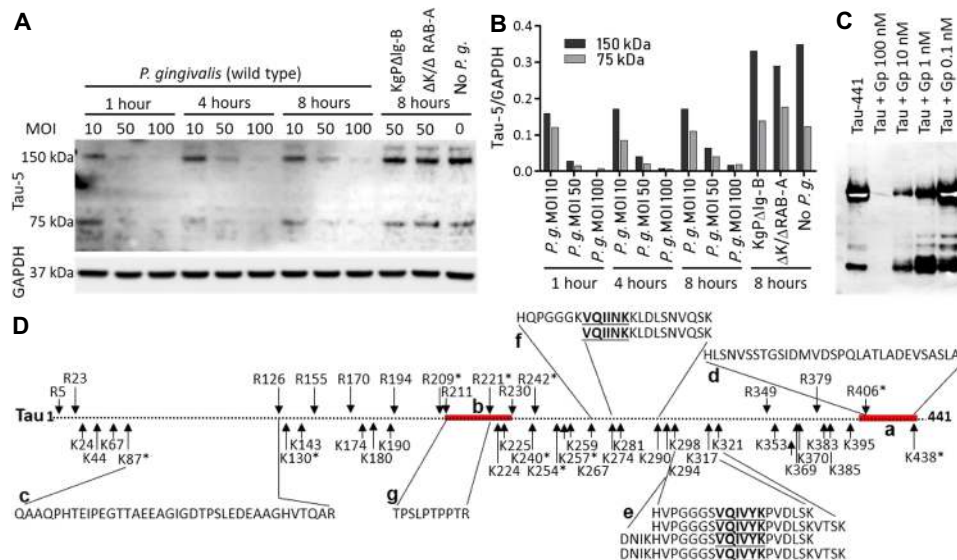 A
P. gingivalis (wild type)
KgPΔIg-B
ΔK/Δ RAB-A
No P. g.
1 hour 4 hours 8 hours 8 hours
MOI 10 50 100 10 50 100 10 50 100 50 50 0
Tau-5
150 kDa
75 kDa
GAPDH
37 kDa
B
Tau-5/GAPDH
0.4
0.3
0.2
0.1
0.0
150 kDa
75 kDa
P. g. MOI 10
P. g. MOI 50
P. g. MOI 100
P. g. MOI 10
P. g. MOI 50
P. g. MOI 100
P. g. MOI 10
P. g. MOI 50
P. g. MOI 100
KgPΔIg-B
ΔK/ΔRAB-A
No P. g.
1 hour 4 hours 8 hours 8 hours
C
Tau-441
Tau + Gp 100 nM
Tau + Gp 10 nM
Tau + Gp 1 nM
Tau + Gp 0.1 nM
D
HQPGGGKVQIINKKLDLSNVQSK
VQIINKKLDLSNVQSK
f
HLSNVSSTGSIDMVDSPQLATLADEVSASLA
d
R5 R23 R126 R155 R170 R194 R209* R211 R221* R230 R242* R349 R379 R406*
b
Tau 1 441
a
K24 K44 K67 K87* K130* K143 K174 K180 K190 K224 K225 K240* K254* K257* K259 K267 K274 K281 K290 K294 K298 K317 K321 K353 K369 K370 K383 K385 K395 K438*
c
QAAQPHTEIPEGTTAEEAGIGDTPSLEDEAAGHVTQAR
g
TPSLPTPPTR
e
HVPGGGSVQIVYKPVDLSK
HVPGGGSVQIVYKPVDLSKVTSK
DNIKHVPGGGSVQIVYKPVDLSK
DNIKHVPGGGSVQIVYKPVDLSKVTSK